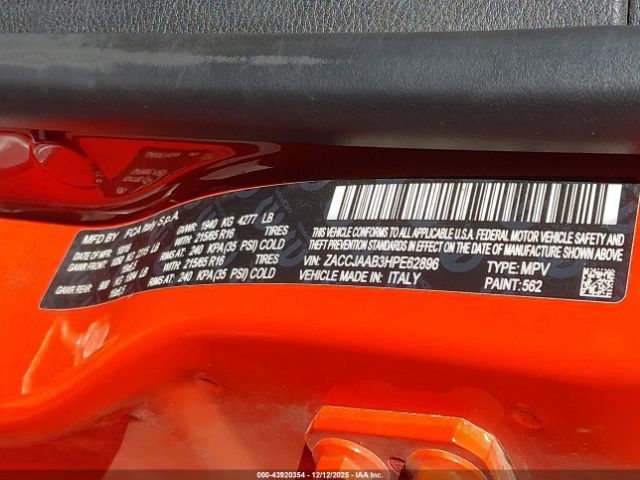 MFD BY FCA Italy S.p.A.
DATE OF MFR 10/16 GVWR: 1940 KG 4277 LB
WITH: 215/65 R16 TIRES
RIMS AT: 240 KPA(35 PSI) COLD
GAWR REAR: WITH: 215/65 R16 TIRES
RIMS AT: 240 KPA(35 PSI) COLD
THIS VEHICLE CONFORMS TO ALL APPLICABLE U.S.A. FEDERAL MOTOR VEHICLE SAFETY AND
THEFT PREVENTION STANDARDS IN EFFECT ON THE DATE OF MANUFACTURE SHOWN ABOVE
VIN: ZACCJAAB3HPE62896 TYPE: MPV
VEHICLE MADE IN: ITALY PAINT: 562
000-43920354 | 12/12/2025 - IAA Inc.